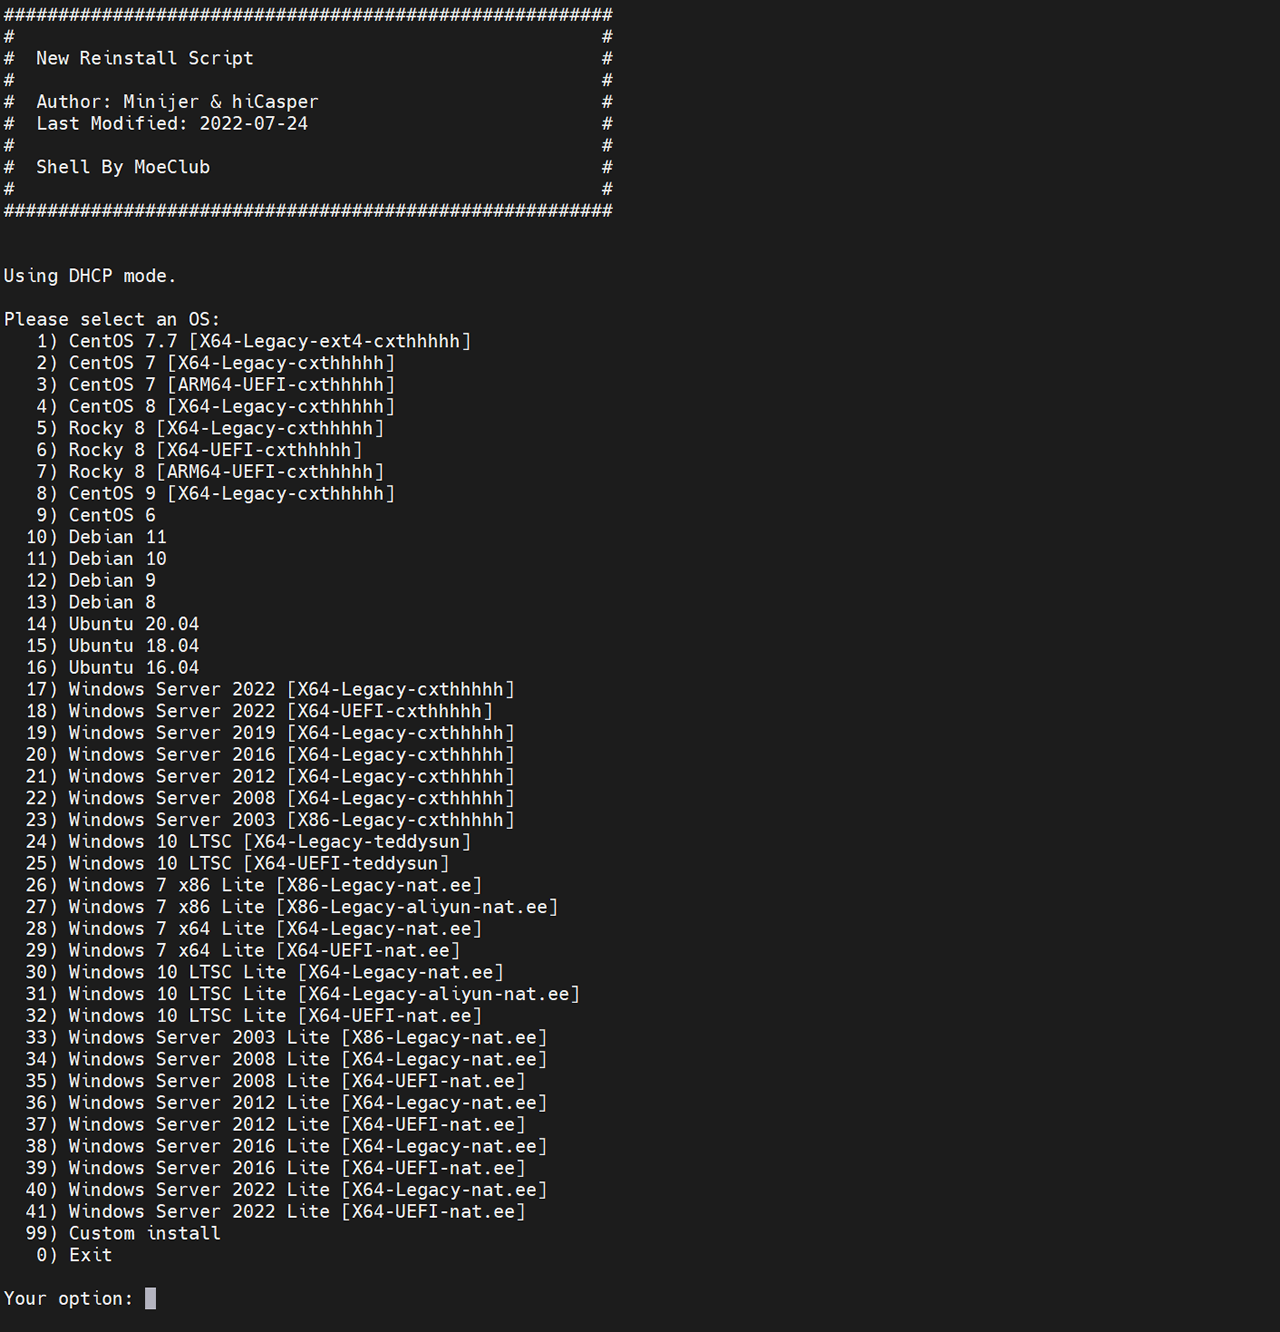 ########################################################
#                                                      #
#  New Reinstall Script                                #
#                                                      #
#  Author: Minijer & hiCasper                          #
#  Last Modified: 2022-07-24                           #
#                                                      #
#  Shell By MoeClub                                    #
#                                                      #
########################################################
Using DHCP mode.
Please select an OS:
   1) CentOS 7.7 [X64-Legacy-ext4-cxthhhhh]
   2) CentOS 7 [X64-Legacy-cxthhhhh]
   3) CentOS 7 [ARM64-UEFI-cxthhhhh]
   4) CentOS 8 [X64-Legacy-cxthhhhh]
   5) Rocky 8 [X64-Legacy-cxthhhhh]
   6) Rocky 8 [X64-UEFI-cxthhhhh]
   7) Rocky 8 [ARM64-UEFI-cxthhhhh]
   8) CentOS 9 [X64-Legacy-cxthhhhh]
   9) CentOS 6
  10) Debian 11
  11) Debian 10
  12) Debian 9
  13) Debian 8
  14) Ubuntu 20.04
  15) Ubuntu 18.04
  16) Ubuntu 16.04
  17) Windows Server 2022 [X64-Legacy-cxthhhhh]
  18) Windows Server 2022 [X64-UEFI-cxthhhhh]
  19) Windows Server 2019 [X64-Legacy-cxthhhhh]
  20) Windows Server 2016 [X64-Legacy-cxthhhhh]
  21) Windows Server 2012 [X64-Legacy-cxthhhhh]
  22) Windows Server 2008 [X64-Legacy-cxthhhhh]
  23) Windows Server 2003 [X86-Legacy-cxthhhhh]
  24) Windows 10 LTSC [X64-Legacy-teddysun]
  25) Windows 10 LTSC [X64-UEFI-teddysun]
  26) Windows 7 x86 Lite [X86-Legacy-nat.ee]
  27) Windows 7 x86 Lite [X86-Legacy-aliyun-nat.ee]
  28) Windows 7 x64 Lite [X64-Legacy-nat.ee]
  29) Windows 7 x64 Lite [X64-UEFI-nat.ee]
  30) Windows 10 LTSC Lite [X64-Legacy-nat.ee]
  31) Windows 10 LTSC Lite [X64-Legacy-aliyun-nat.ee]
  32) Windows 10 LTSC Lite [X64-UEFI-nat.ee]
  33) Windows Server 2003 Lite [X86-Legacy-nat.ee]
  34) Windows Server 2008 Lite [X64-Legacy-nat.ee]
  35) Windows Server 2008 Lite [X64-UEFI-nat.ee]
  36) Windows Server 2012 Lite [X64-Legacy-nat.ee]
  37) Windows Server 2012 Lite [X64-UEFI-nat.ee]
  38) Windows Server 2016 Lite [X64-Legacy-nat.ee]
  39) Windows Server 2016 Lite [X64-UEFI-nat.ee]
  40) Windows Server 2022 Lite [X64-Legacy-nat.ee]
  41) Windows Server 2022 Lite [X64-UEFI-nat.ee]
  99) Custom install
   0) Exit
Your option: